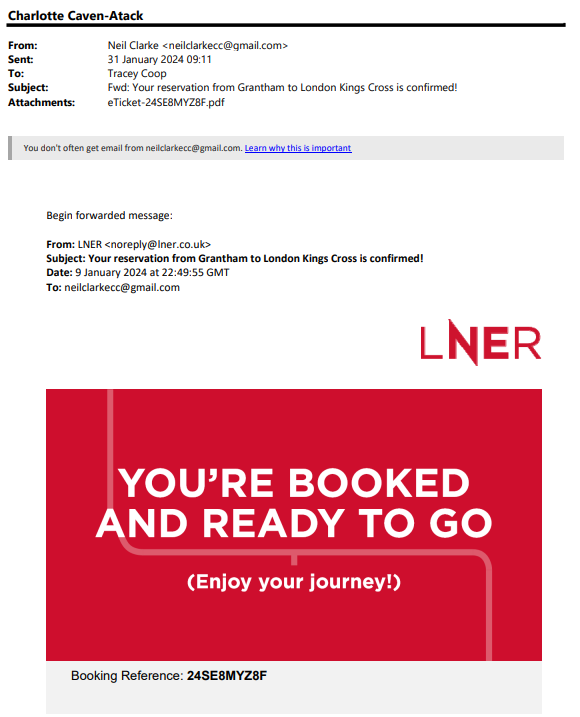 Charlotte Caven-Atack
From: Neil Clarke <neilclarkecc@gmail.com>
Sent: 31 January 2024 09:11
To: Tracey Coop
Subject: Fwd: Your reservation from Grantham to London Kings Cross is confirmed!
Attachments: eTicket-24SE8MYZ8F.pdf
You don't often get email from neilclarkecc@gmail.com. Learn why this is important
Begin forwarded message:
From: LNER <noreply@lner.co.uk>
Subject: Your reservation from Grantham to London Kings Cross is confirmed!
Date: 9 January 2024 at 22:49:55 GMT
To: neilclarkecc@gmail.com
LNER
YOU'RE BOOKED
AND READY TO GO
(Enjoy your journey!)
Booking Reference: 24SE8MYZ8F